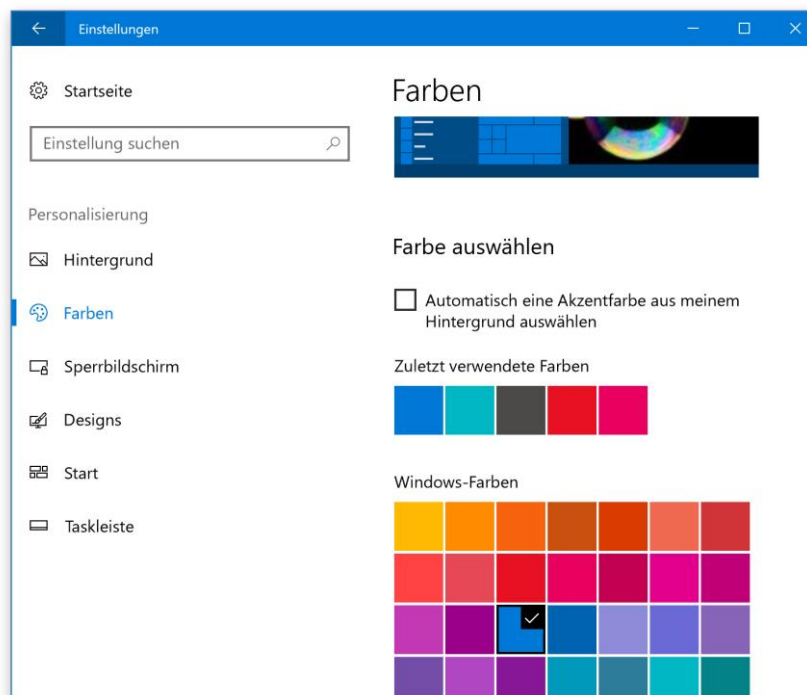 Einstellungen
Startseite
Einstellung suchen
Personalisierung
Hintergrund
Farben
Sperrbildschirm
Designs
Start
Taskleiste
Farben
Farbe auswählen
Automatisch eine Akzentfarbe aus meinem
Hintergrund auswählen
Zuletzt verwendete Farben
Windows-Farben